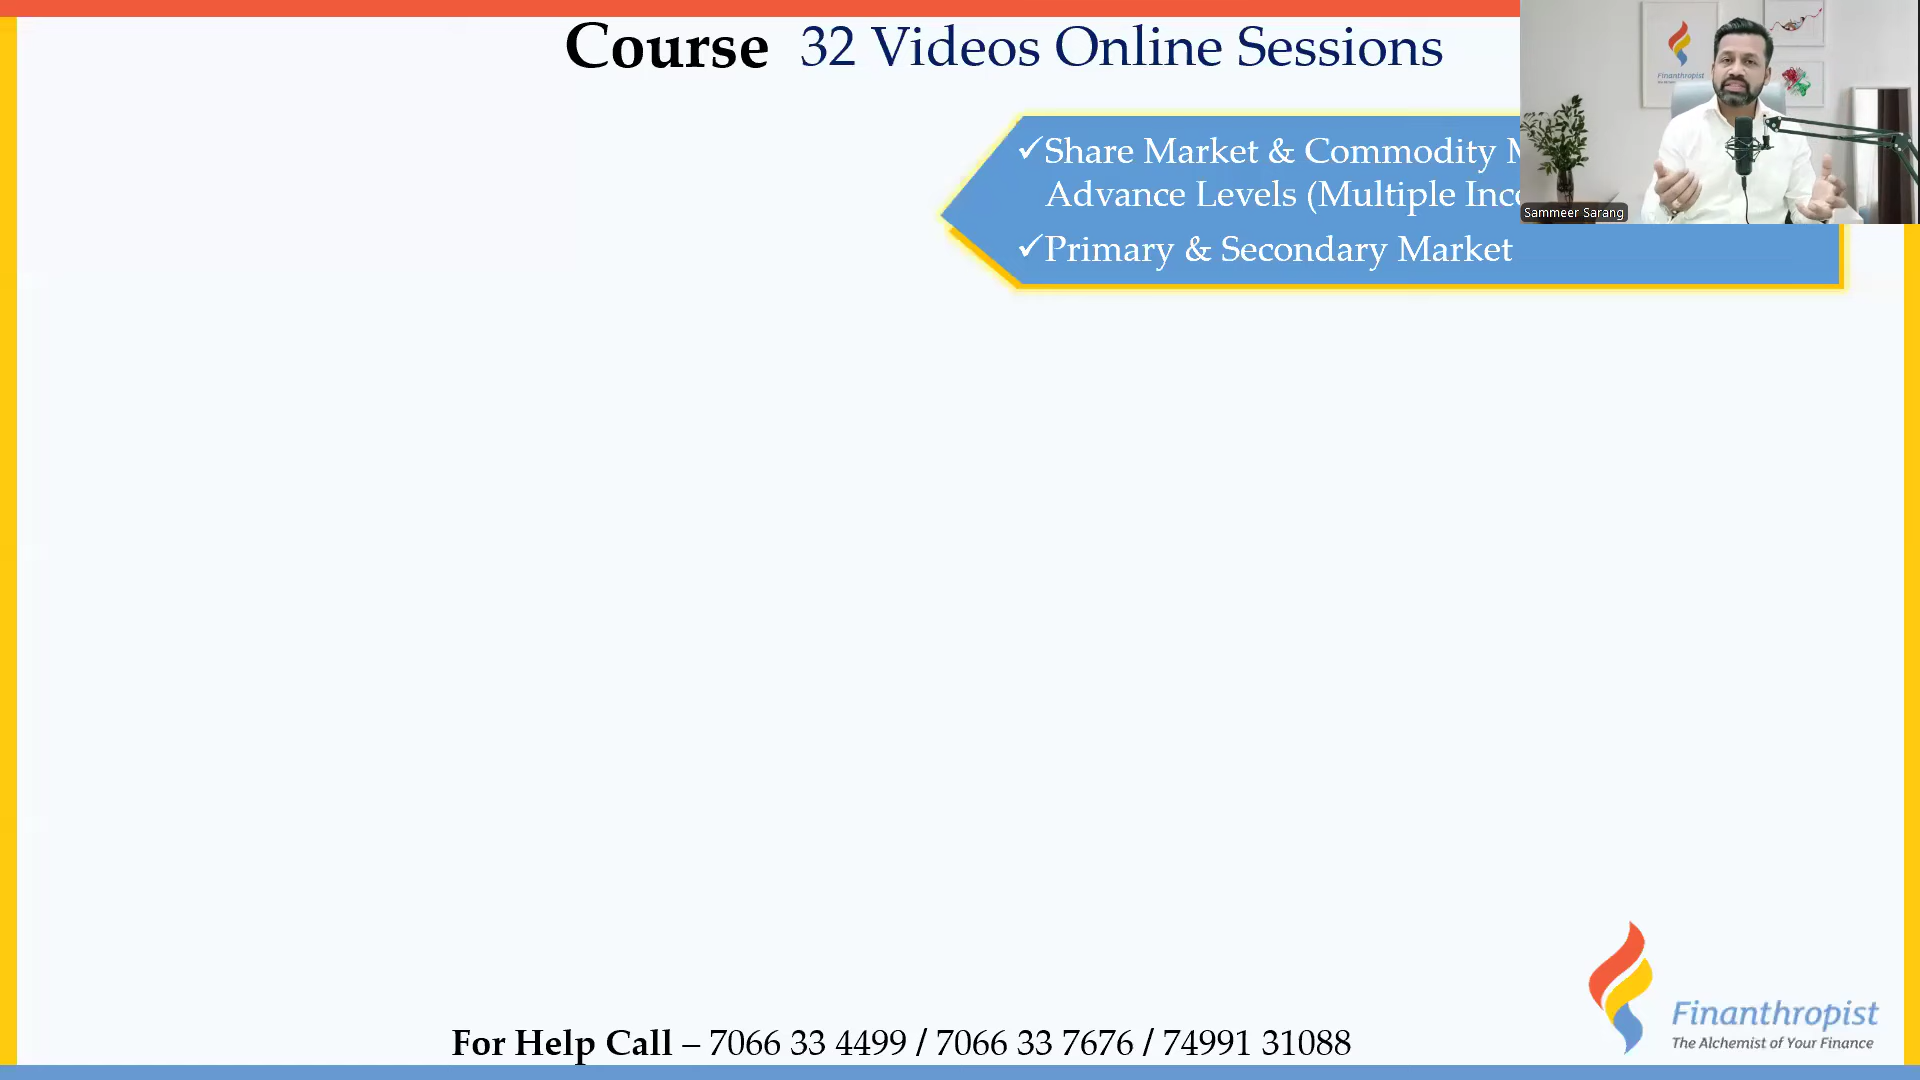 Course 32 Videos Online Sessions
Finanthropist
✓Share Market & Commodity
Advance Levels (Multiple
Sammeer Sarang
✓Primary & Secondary Market
Finanthropist
The Alchemist of Your Finance
For Help Call – 7066 33 4499 / 7066 33 7676 / 74991 31088